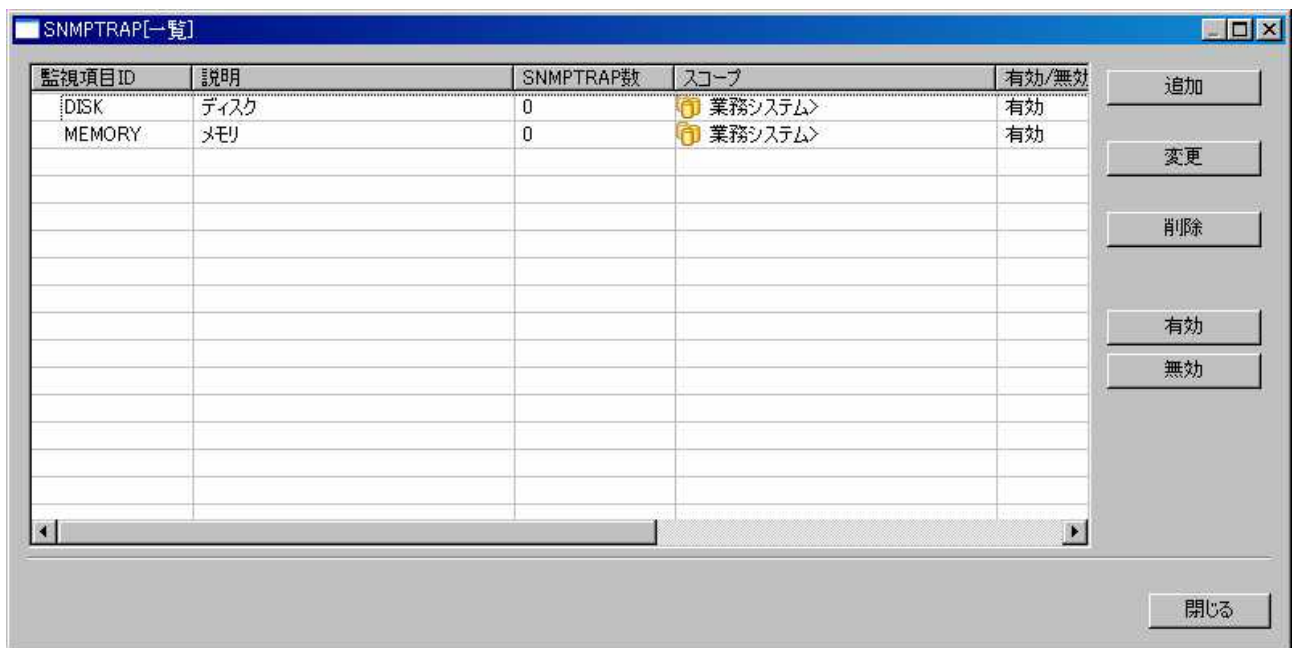 SNMPTRAP[一覧]
監視項目ID 説明 SNMPTRAP数 スコープ 有効/無効
DISK ディスク 0 業務システム>
有効
MEMORY メモリ 0 業務システム>
有効
追加
変更
削除
有効
無効
閉じる